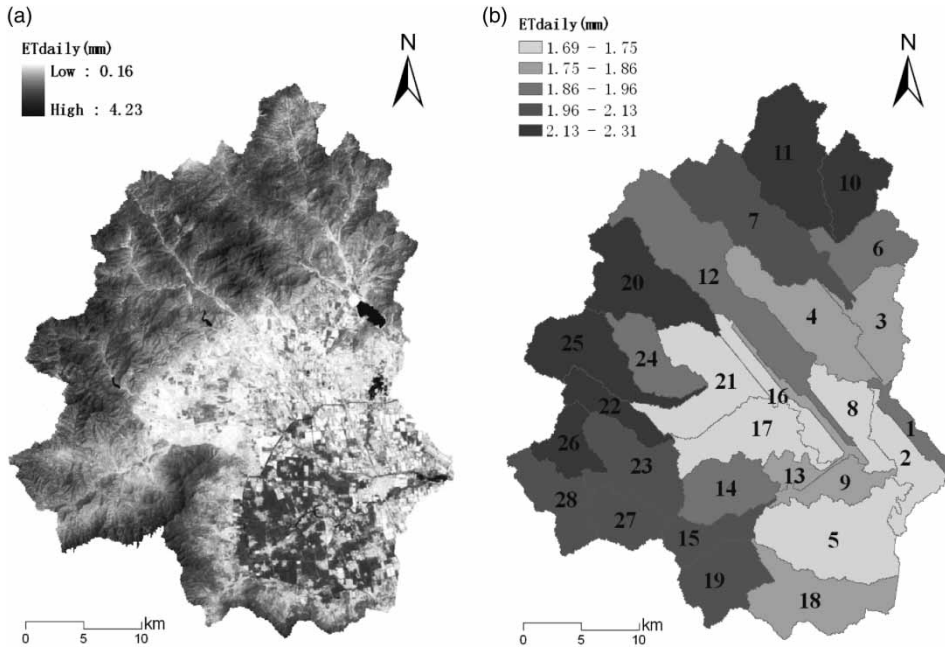 (a)
ETdaily(mm)
Low : 0.16
High : 4.23
N
km
0 5 10
(b)
ETdaily(mm)
1.69 - 1.75
1.75 - 1.86
1.86 - 1.96
1.96 - 2.13
2.13 - 2.31
N
11
10
7
6
12
20
4
3
25
24
21
16
8
1
22
17
2
26
23
13
9
14
28
27
15
5
19
18
km
0 5 10